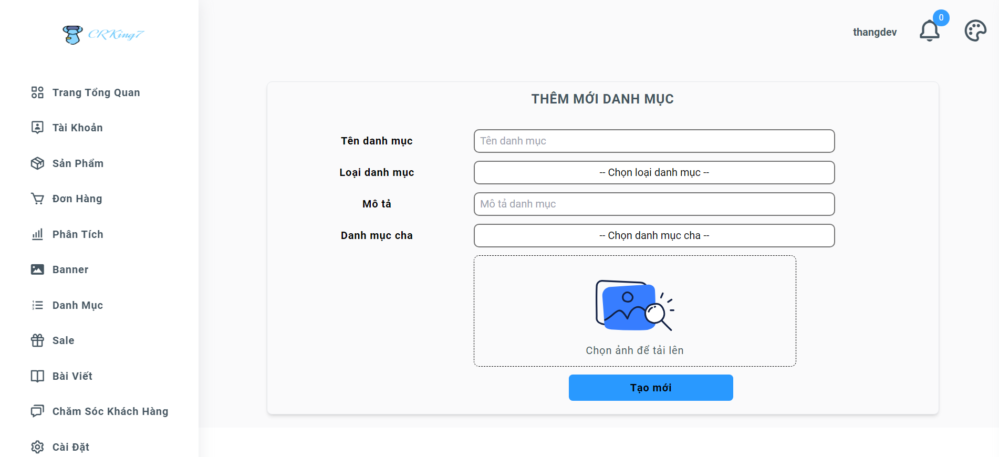 CRKing7
thangdev
0
Trang Tổng Quan
Tài Khoản
Sản Phẩm
Đơn Hàng
Phân Tích
Banner
Danh Mục
Sale
Bài Viết
Chăm Sóc Khách Hàng
Cài Đặt
THÊM MỚI DANH MỤC
Tên danh mục
Tên danh mục
Loại danh mục
-- Chọn loại danh mục --
Mô tả
Mô tả danh mục
Danh mục cha
-- Chọn danh mục cha --
Chọn ảnh để tải lên
Tạo mới